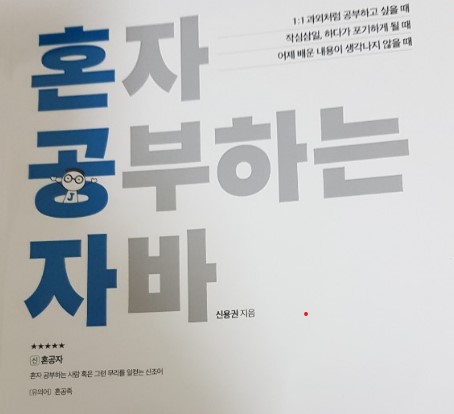 1:1 과외처럼 공부하고 싶을 때
작심삼일, 하다가 포기하게 될 때
어제 배운 내용이 생각나지 않을 때
혼자
공부하는
자바
신용권 지음
★★★★★
신 혼공자
혼자 공부하는 사람 혹은 그런 무리를 일컫는 신조어
(유의어) 혼공족